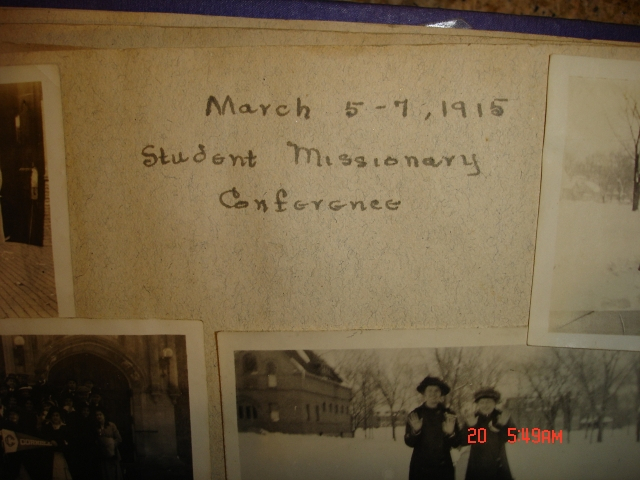 March 5-7, 1915
Student Missionary
Conference
20 5:49AM